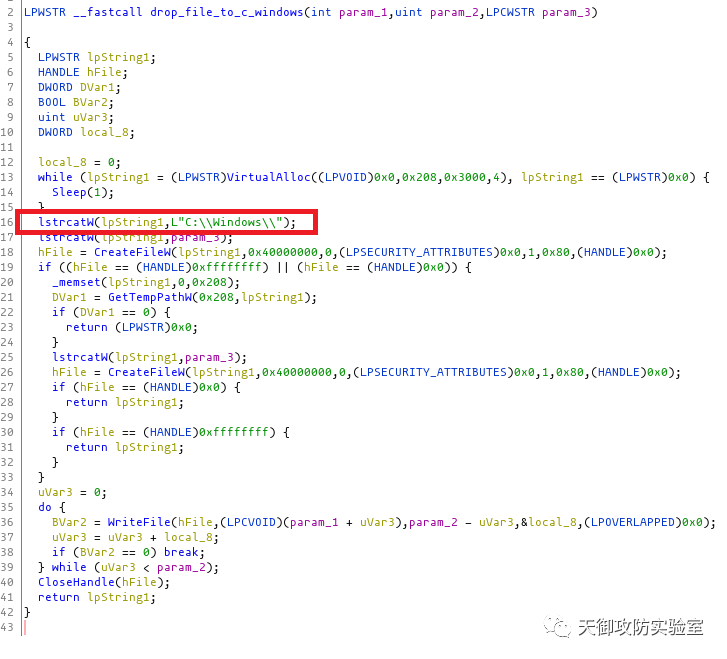 2 LPWSTR __fastcall drop_file_to_c_windows(int param_1,uint param_2,LPCWSTR param_3)
3
4 {
5   LPWSTR lpString1;
6   HANDLE hFile;
7   DWORD DVar1;
8   BOOL BVar2;
9   uint uVar3;
10   DWORD local_8;
11
12   local_8 = 0;
13   while (lpString1 = (LPWSTR)VirtualAlloc((LPVOID)0x0,0x208,0x3000,4), lpString1 == (LPWSTR)0x0) {
14     Sleep(1);
15   }
16   lstrcatW(lpString1,L"C:\\Windows\\");
17   lstrcatW(lpString1,param_3);
18   hFile = CreateFileW(lpString1,0x40000000,0,(LPSECURITY_ATTRIBUTES)0x0,1,0x80,(HANDLE)0x0);
19   if ((hFile == (HANDLE)0xffffffff) || (hFile == (HANDLE)0x0)) {
20     _memset(lpString1,0,0x208);
21     DVar1 = GetTempPathW(0x208,lpString1);
22     if (DVar1 == 0) {
23       return (LPWSTR)0x0;
24     }
25     lstrcatW(lpString1,param_3);
26     hFile = CreateFileW(lpString1,0x40000000,0,(LPSECURITY_ATTRIBUTES)0x0,1,0x80,(HANDLE)0x0);
27     if (hFile == (HANDLE)0x0) {
28       return lpString1;
29     }
30     if (hFile == (HANDLE)0xffffffff) {
31       return lpString1;
32     }
33   }
34   uVar3 = 0;
35   do {
36     BVar2 = WriteFile(hFile,(LPCVOID)(param_1 + uVar3),param_2 - uVar3,&local_8,(LPOVERLAPPED)0x0);
37     uVar3 = uVar3 + local_8;
38     if (BVar2 == 0) break;
39   } while (uVar3 < param_2);
40   CloseHandle(hFile);
41   return lpString1;
42 }
43
天御攻防实验室